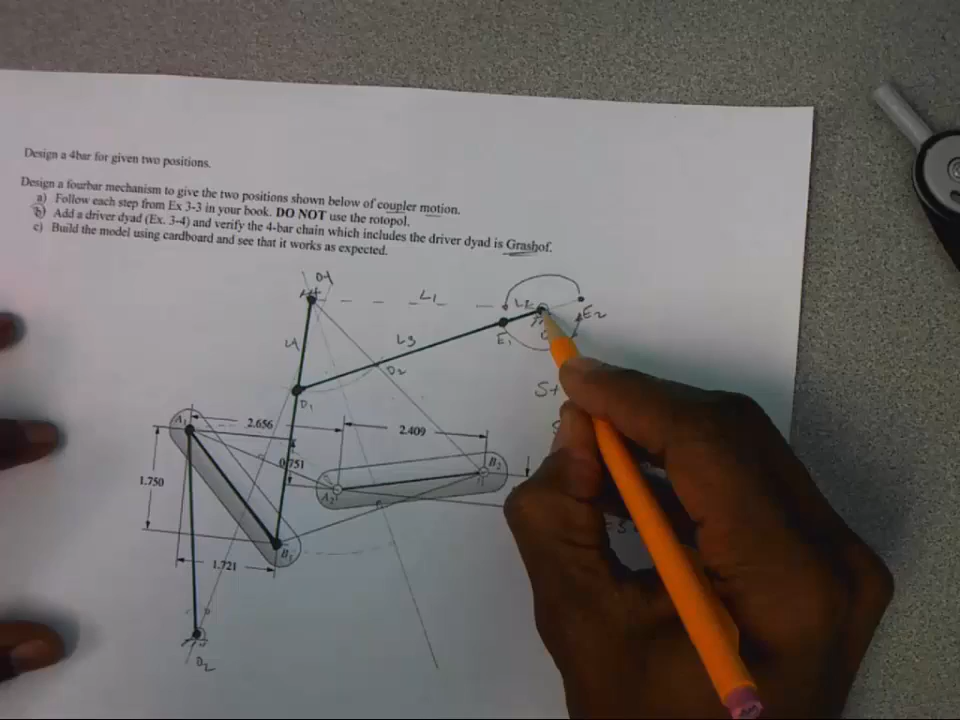 Design a 4bar for given two positions.
Design a fourbar mechanism to give the two positions shown below of coupler motion.
a) Follow each step from Ex 3-3 in your book. DO NOT use the rotopol.
b) Add a driver dyad (Ex. 3-4) and verify the 4-bar chain which includes the driver dyad is Grashof.
c) Build the model using cardboard and see that it works as expected.
L1
L2
E2
L3
E1
D2
D1
S+
A1
2.656
2.409
B2
0.751
1.750
A2
B1
1.721
O2